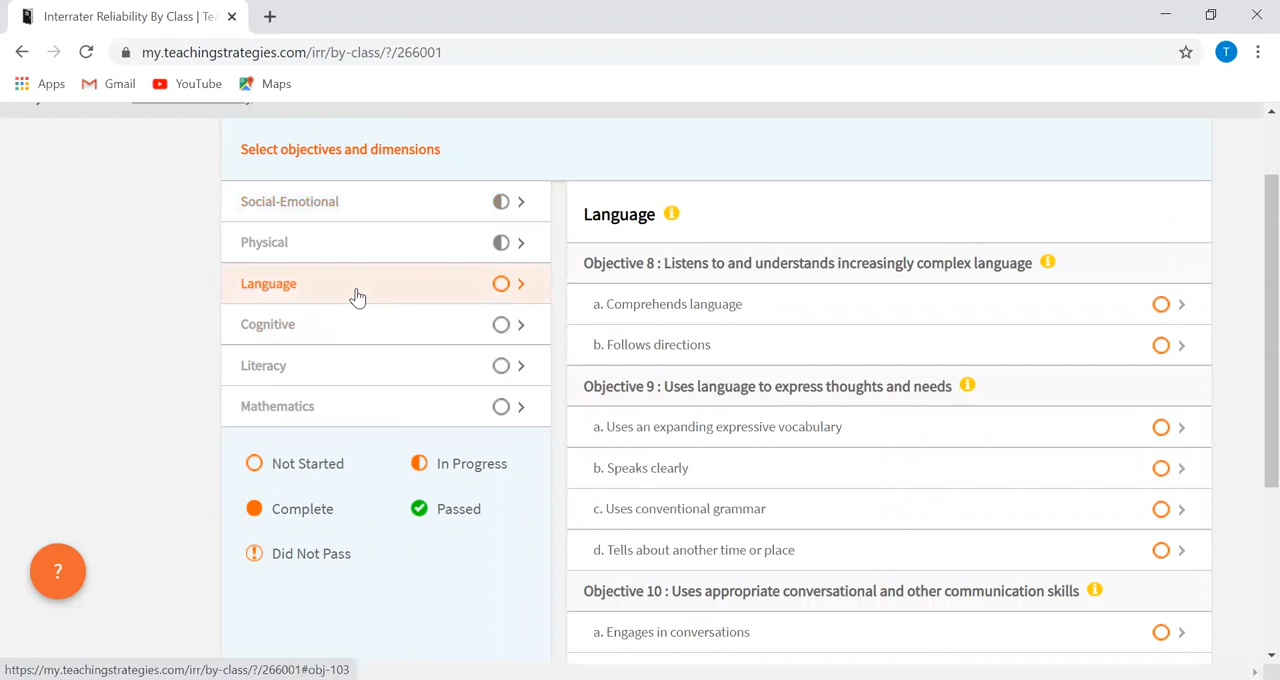 Interrater Reliability By Class | Tea
my.teachingstrategies.com/irr/by-class/?/266001
T
Apps Gmail YouTube Maps
Select objectives and dimensions
Social-Emotional
Physical
Language
Cognitive
Literacy
Mathematics
Not Started In Progress
Complete Passed
Did Not Pass
?
Language
Objective 8 : Listens to and understands increasingly complex language
a. Comprehends language
b. Follows directions
Objective 9 : Uses language to express thoughts and needs
a. Uses an expanding expressive vocabulary
b. Speaks clearly
c. Uses conventional grammar
d. Tells about another time or place
Objective 10 : Uses appropriate conversational and other communication skills
a. Engages in conversations
https://my.teachingstrategies.com/irr/by-class/?/266001#obj-103